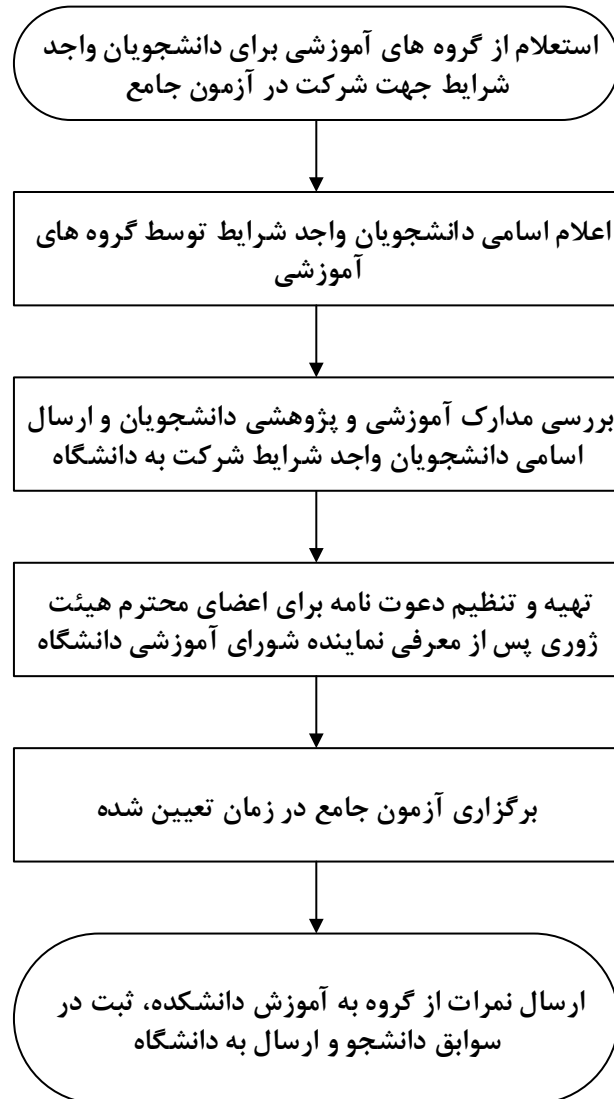 استعلام از گروه های آموزشی برای دانشجویان واجد
شرایط جهت شرکت در آزمون جامع
اعلام اسامی دانشجویان واجد شرایط توسط گروه های
آموزشی
بررسی مدارک آموزشی و پژوهشی دانشجویان و ارسال
اسامی دانشجویان واجد شرایط شرکت به دانشگاه
تهیه و تنظیم دعوت نامه برای اعضای محترم هیئت
ژوری پس از معرفی نماینده شورای آموزشی دانشگاه
برگزاری آزمون جامع در زمان تعیین شده
ارسال نمرات از گروه به آموزش دانشکده، ثبت در
سوابق دانشجو و ارسال به دانشگاه